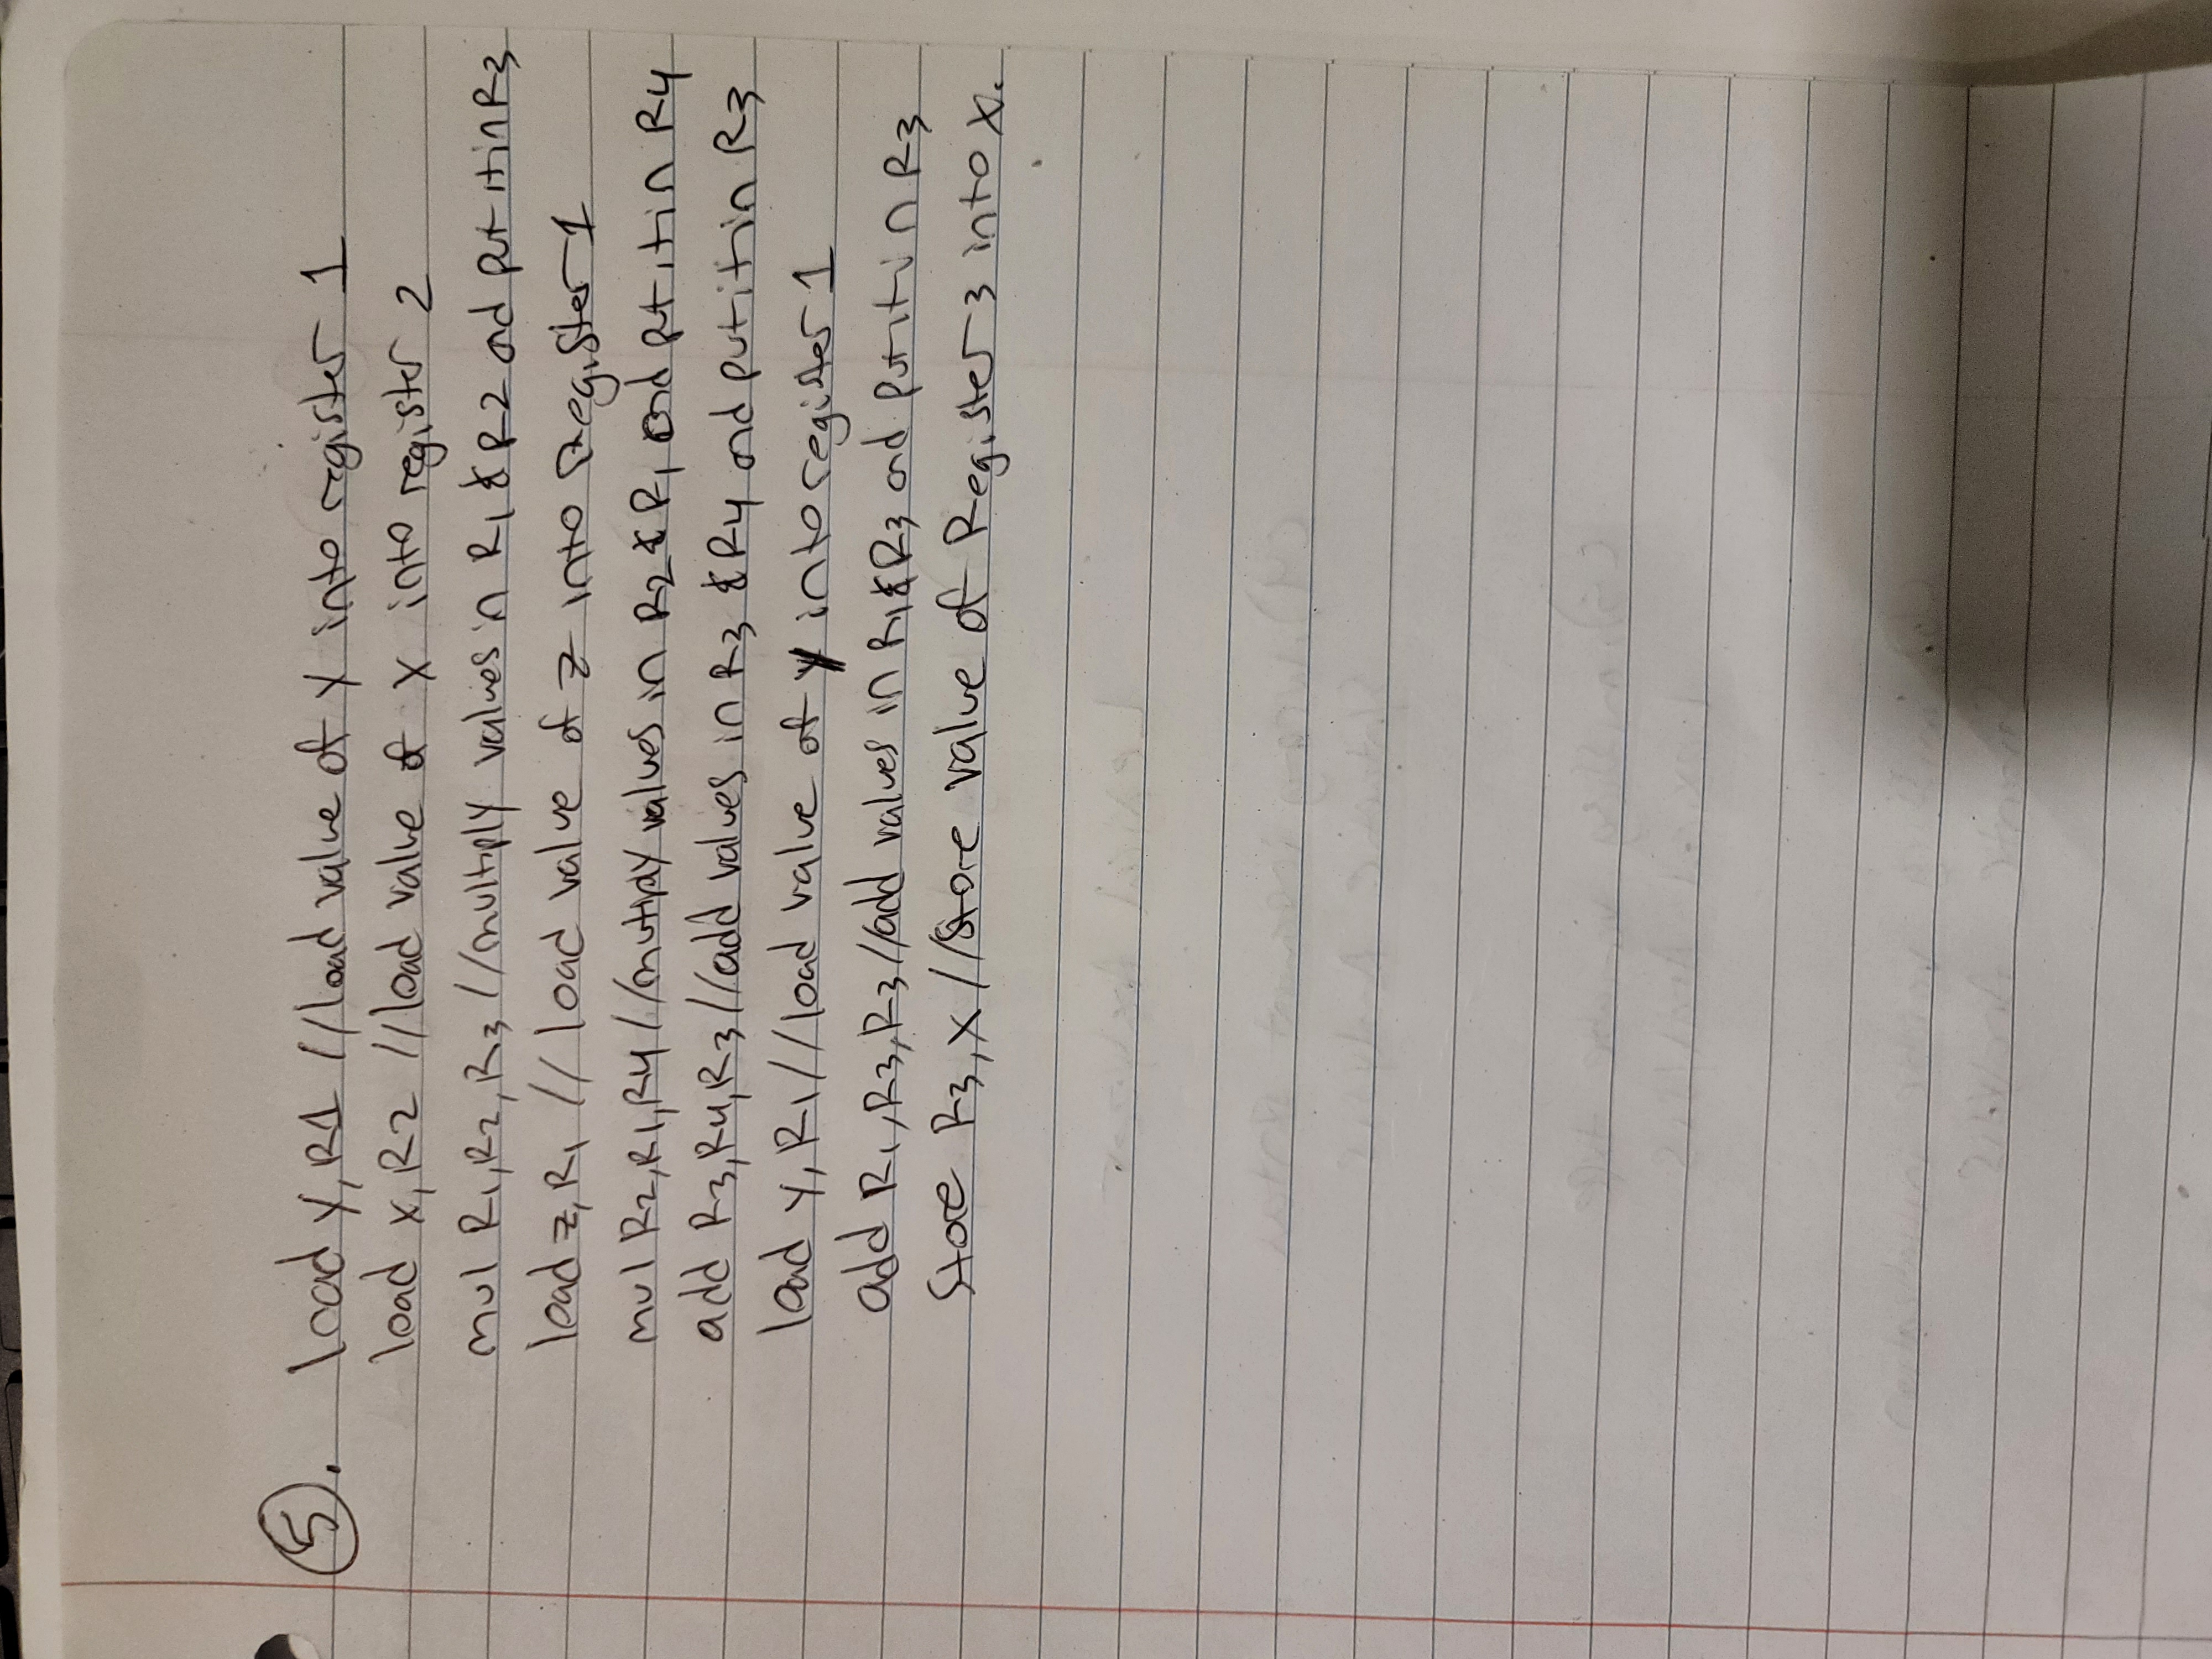 5.
load y, R1 //load value of y into register 1
load x, R2 //load value of x into register 2
mul R1, R2, R3 //multiply values in R1 & R2 and put it in R3
load z, R1 // load value of z into Register 1
mul R2, R1, R4 //mutiply values in R2 & R1 and put it in R4
add R3, R4, R3 //add values in R3 & R4 and put it in R3
load y, R1 //load value of y into register 1
add R1, R3, R3 //add values in R1 & R3 and put it in R3
Store R3, x //Store value of Register 3 into x.